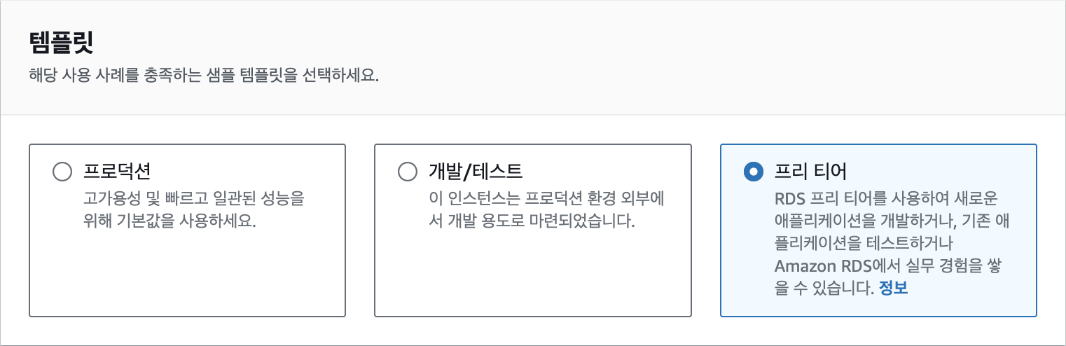 템플릿
해당 사용 사례를 충족하는 샘플 템플릿을 선택하세요.
프로덕션
고가용성 및 빠르고 일관된 성능을
위해 기본값을 사용하세요.
개발/테스트
이 인스턴스는 프로덕션 환경 외부에
서 개발 용도로 마련되었습니다.
프리 티어
RDS 프리 티어를 사용하여 새로운
애플리케이션을 개발하거나, 기존 애
플리케이션을 테스트하거나
Amazon RDS에서 실무 경험을 쌓
을 수 있습니다. 정보